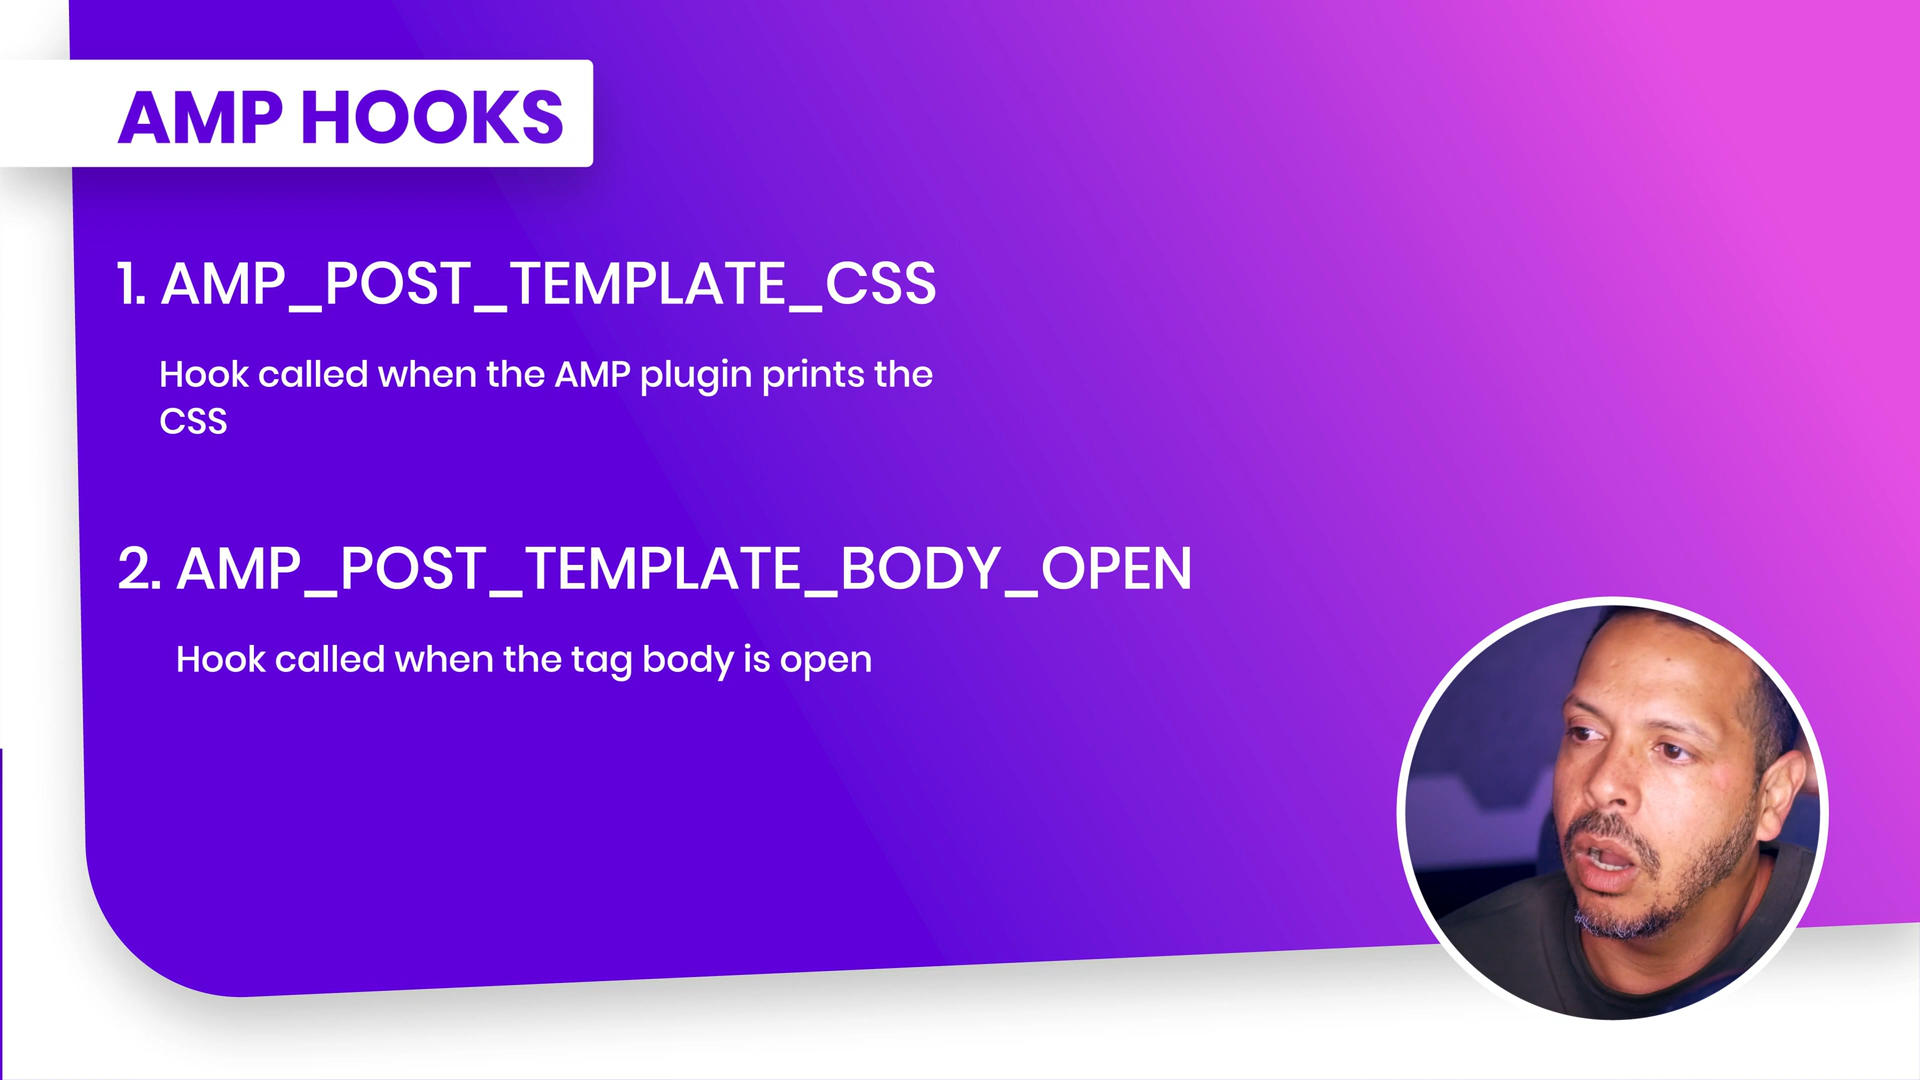 AMP HOOKS
1. AMP_POST_TEMPLATE_CSS
Hook called when the AMP plugin prints the
CSS
2. AMP_POST_TEMPLATE_BODY_OPEN
Hook called when the tag body is open